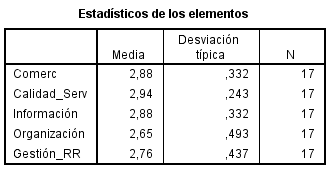 Estadísticos de los elementos
Media Desviación típica N
Comerc 2,88 ,332 17
Calidad_Serv 2,94 ,243 17
Información 2,88 ,332 17
Organización 2,65 ,493 17
Gestión_RR 2,76 ,437 17